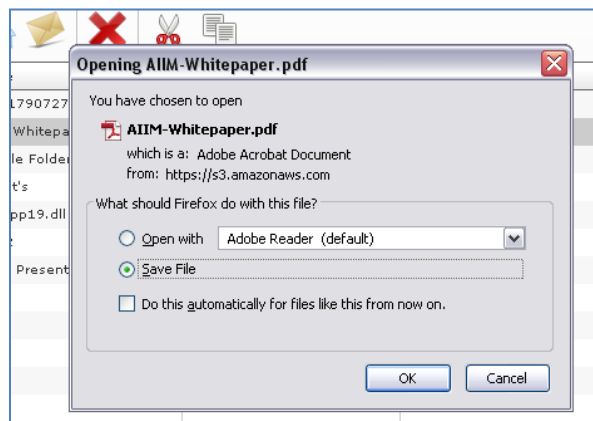 Opening AIIM-Whitepaper.pdf
You have chosen to open
AIIM-Whitepaper.pdf
which is a: Adobe Acrobat Document
from: https://s3.amazonaws.com
What should Firefox do with this file?
Open with Adobe Reader (default)
Save File
Do this automatically for files like this from now on.
OK Cancel
1790727
Whitepa
le Folder
t's
pp19.dll
Present